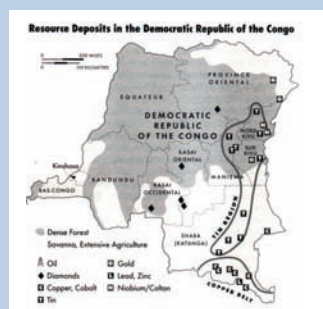 Resource Deposits in the Democratic Republic of the Congo
0
PROVINCE
ORIENTAL
EQUATEUR
DEMOCRATIC
REPUBLIC
OF THE CONGO
NORD
KIVU
SUD
KIVU
KASAI
ORIENTAL
Kinshasa
MANIEMA
BANDUNDU
BAS-CONGO
KASAI
OCCIDENTAL
TIN REGION
SHABA
(KATANGA)
COPPER BELT
Dense Forest
Savanna, Extensive Agriculture
Oil
Gold
Diamonds
Lead, Zinc
Copper, Cobalt
Niobium/Coltan
Tin